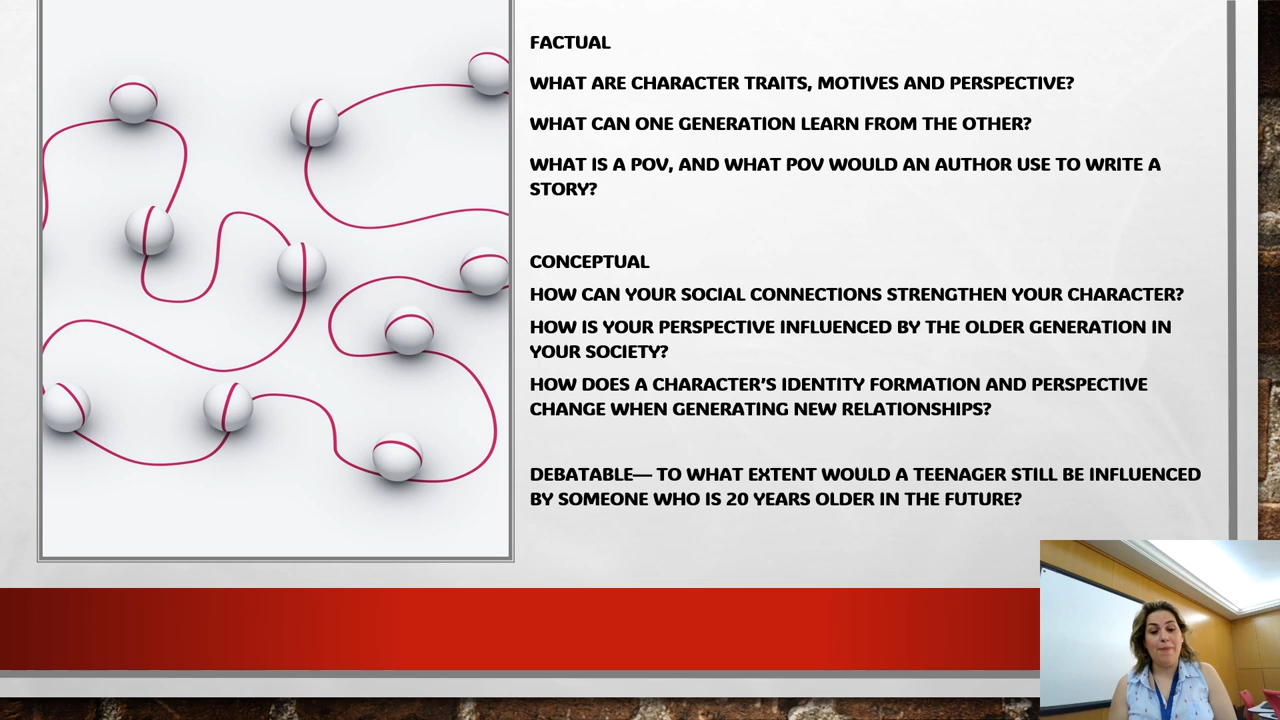 FACTUAL
WHAT ARE CHARACTER TRAITS, MOTIVES AND PERSPECTIVE?
WHAT CAN ONE GENERATION LEARN FROM THE OTHER?
WHAT IS A POV, AND WHAT POV WOULD AN AUTHOR USE TO WRITE A
STORY?
CONCEPTUAL
HOW CAN YOUR SOCIAL CONNECTIONS STRENGTHEN YOUR CHARACTER?
HOW IS YOUR PERSPECTIVE INFLUENCED BY THE OLDER GENERATION IN
YOUR SOCIETY?
HOW DOES A CHARACTER'S IDENTITY FORMATION AND PERSPECTIVE
CHANGE WHEN GENERATING NEW RELATIONSHIPS?
DEBATABLE— TO WHAT EXTENT WOULD A TEENAGER STILL BE INFLUENCED
BY SOMEONE WHO IS 20 YEARS OLDER IN THE FUTURE?